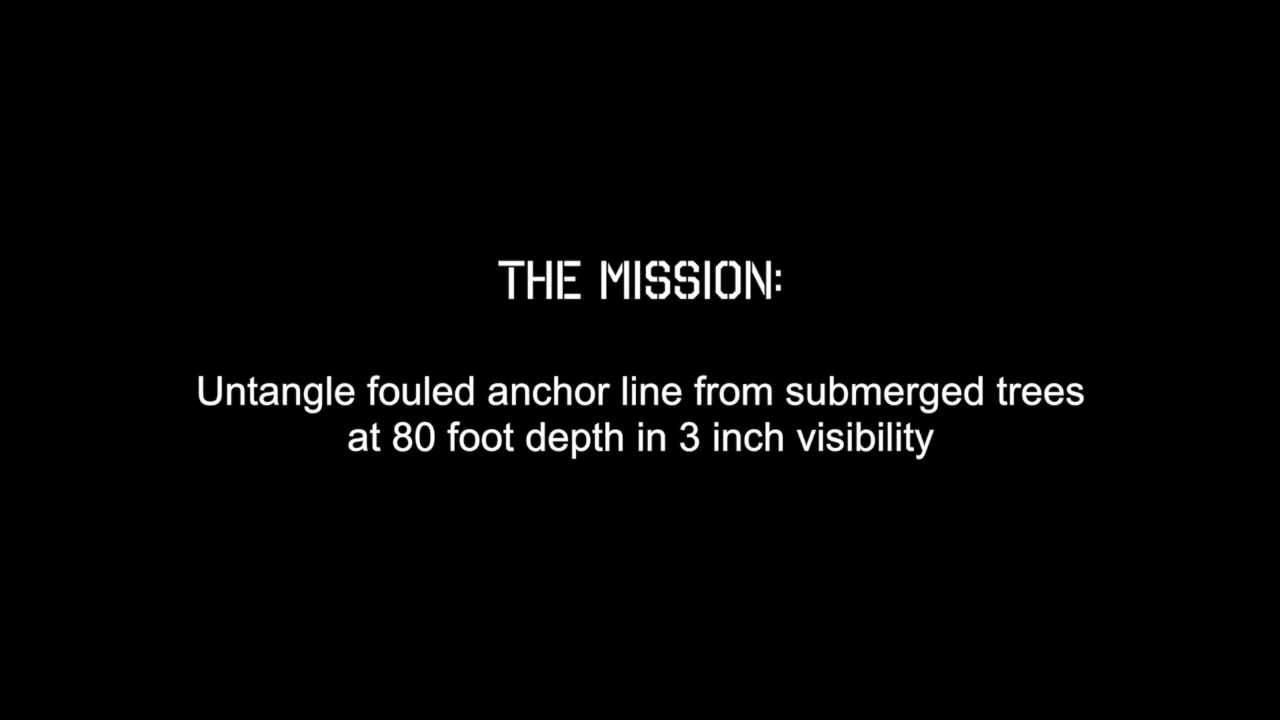 THE MISSION:
Untangle fouled anchor line from submerged trees
at 80 foot depth in 3 inch visibility